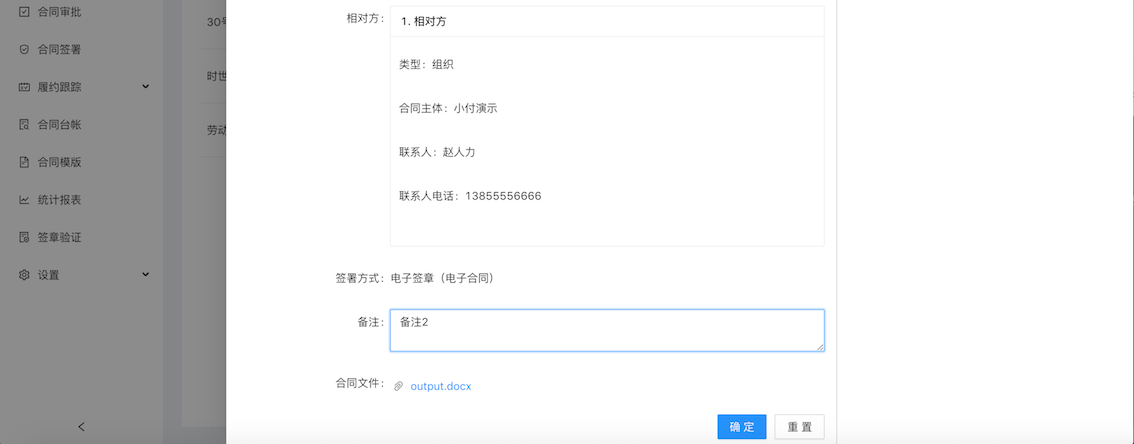 合同审批
合同签署
履约跟踪
合同台帐
合同模版
统计报表
签章验证
设置
30号
时世
劳动
相对方：
1. 相对方
类型：组织
合同主体：小付演示
联系人：赵人力
联系人电话：13855556666
签署方式：电子签章（电子合同）
备注：
备注2
合同文件：
output.docx
确 定
重 置